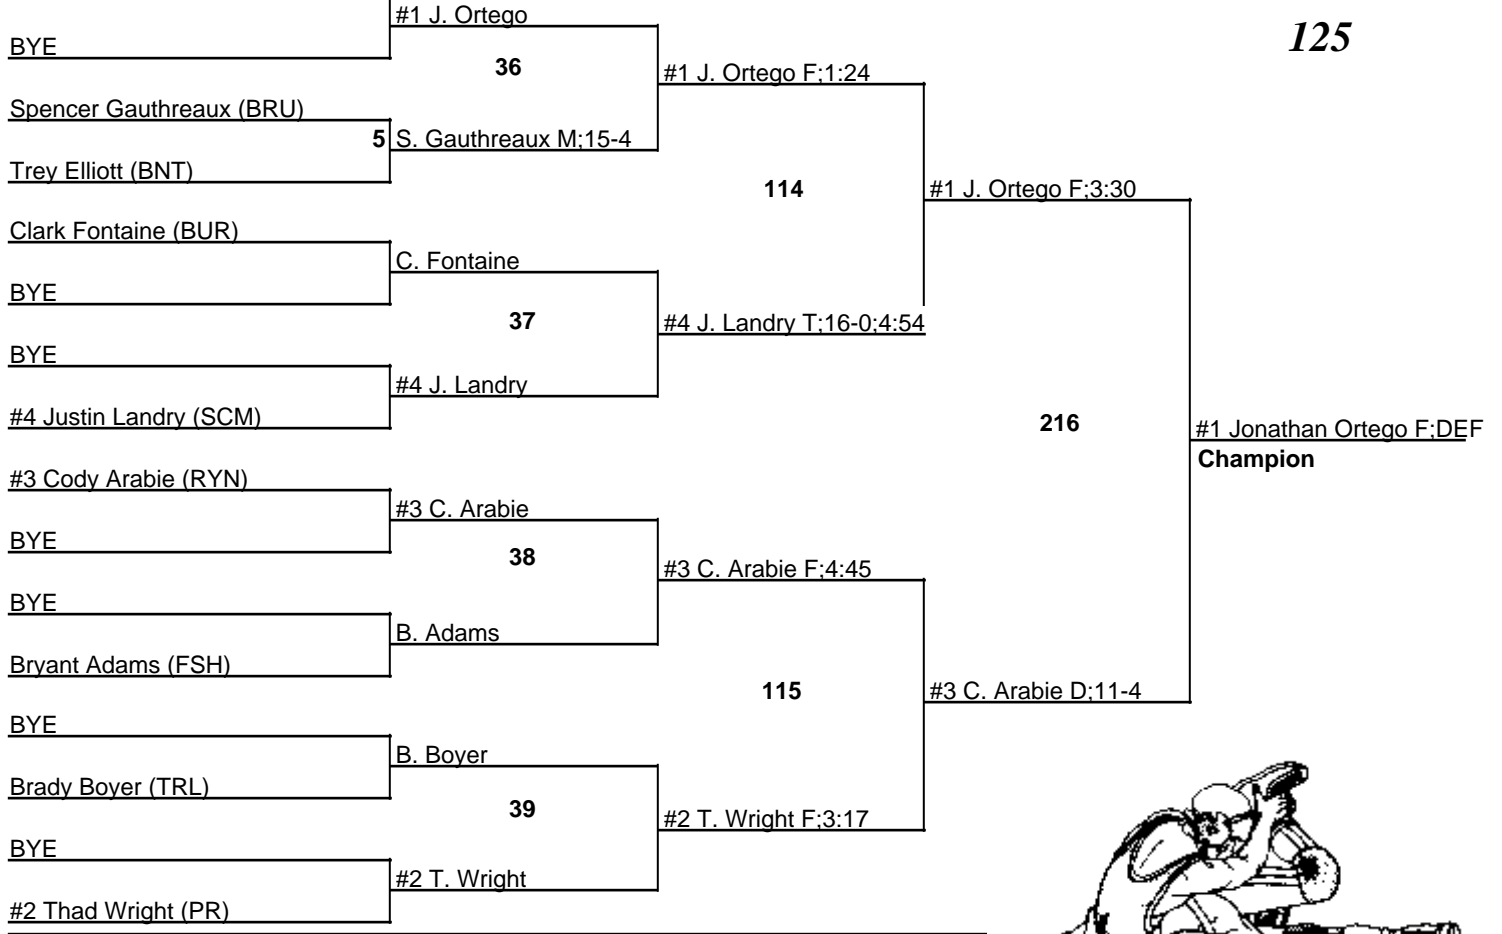 125
BYE
Spencer Gauthreaux (BRU)
Trey Elliott (BNT)
Clark Fontaine (BUR)
BYE
BYE
#4 Justin Landry (SCM)
#3 Cody Arabie (RYN)
BYE
BYE
Bryant Adams (FSH)
BYE
Brady Boyer (TRL)
BYE
#2 Thad Wright (PR)
#1 J. Ortego
36
5
S. Gauthreaux M;15-4
C. Fontaine
37
#4 J. Landry
#3 C. Arabie
38
B. Adams
B. Boyer
39
#2 T. Wright
#1 J. Ortego F;1:24
114
#4 J. Landry T;16-0;4:54
#3 C. Arabie F;4:45
115
#2 T. Wright F;3:17
#1 J. Ortego F;3:30
216
#3 C. Arabie D;11-4
#1 Jonathan Ortego F;DEF
Champion